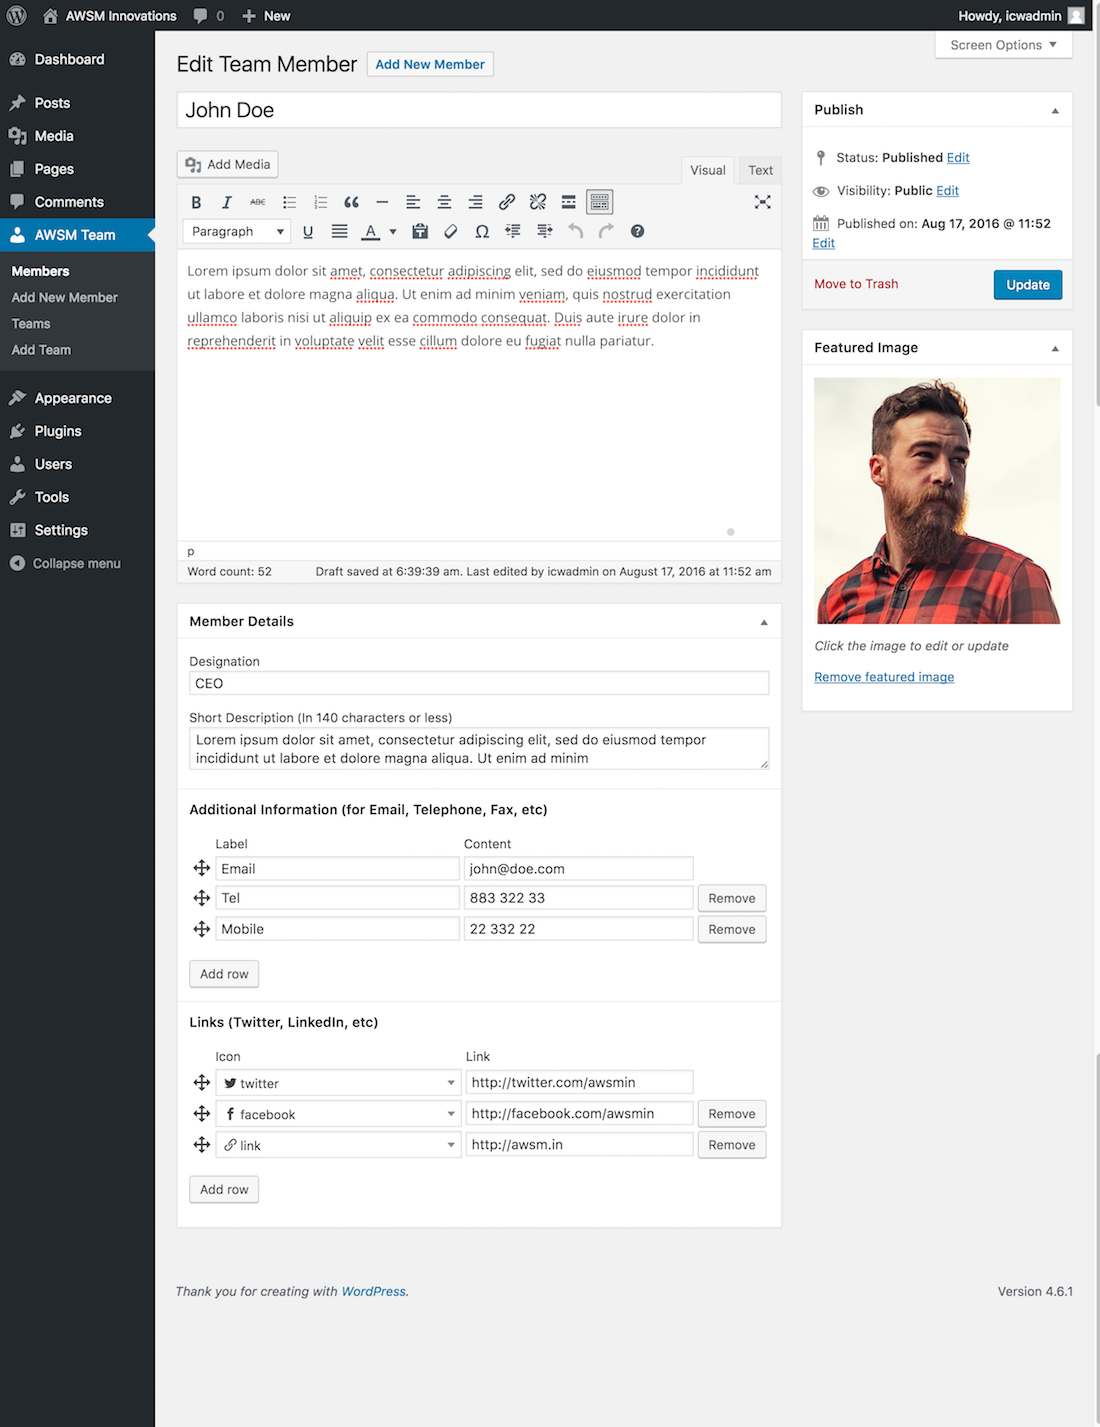 AWSM Innovations 0 New Howdy, icwadmin
Screen Options
Dashboard
Posts
Media
Pages
Comments
AWSM Team
Members
Add New Member
Teams
Add Team
Appearance
Plugins
Users
Tools
Settings
Collapse menu
Edit Team Member Add New Member
John Doe
Add Media
Visual Text
B I ABC
Paragraph U A Ω
Lorem ipsum dolor sit amet, consectetur adipiscing elit, sed do eiusmod tempor incididunt
ut labore et dolore magna aliqua. Ut enim ad minim veniam, quis nostrud exercitation
ullamco laboris nisi ut aliquip ex ea commodo consequat. Duis aute irure dolor in
reprehenderit in voluptate velit esse cillum dolore eu fugiat nulla pariatur.
p
Word count: 52 Draft saved at 6:39:39 am. Last edited by icwadmin on August 17, 2016 at 11:52 am
Member Details
Designation
CEO
Short Description (In 140 characters or less)
Lorem ipsum dolor sit amet, consectetur adipiscing elit, sed do eiusmod tempor
incididunt ut labore et dolore magna aliqua. Ut enim ad minim
Additional Information (for Email, Telephone, Fax, etc)
Label Content
Email john@doe.com
Tel 883 322 33 Remove
Mobile 22 332 22 Remove
Add row
Links (Twitter, LinkedIn, etc)
Icon Link
twitter http://twitter.com/awsmin
facebook http://facebook.com/awsmin Remove
link http://awsm.in Remove
Add row
Publish
Status: Published Edit
Visibility: Public Edit
Published on: Aug 17, 2016 @ 11:52
Edit
Move to Trash Update
Featured Image
Click the image to edit or update
Remove featured image
Thank you for creating with WordPress. Version 4.6.1